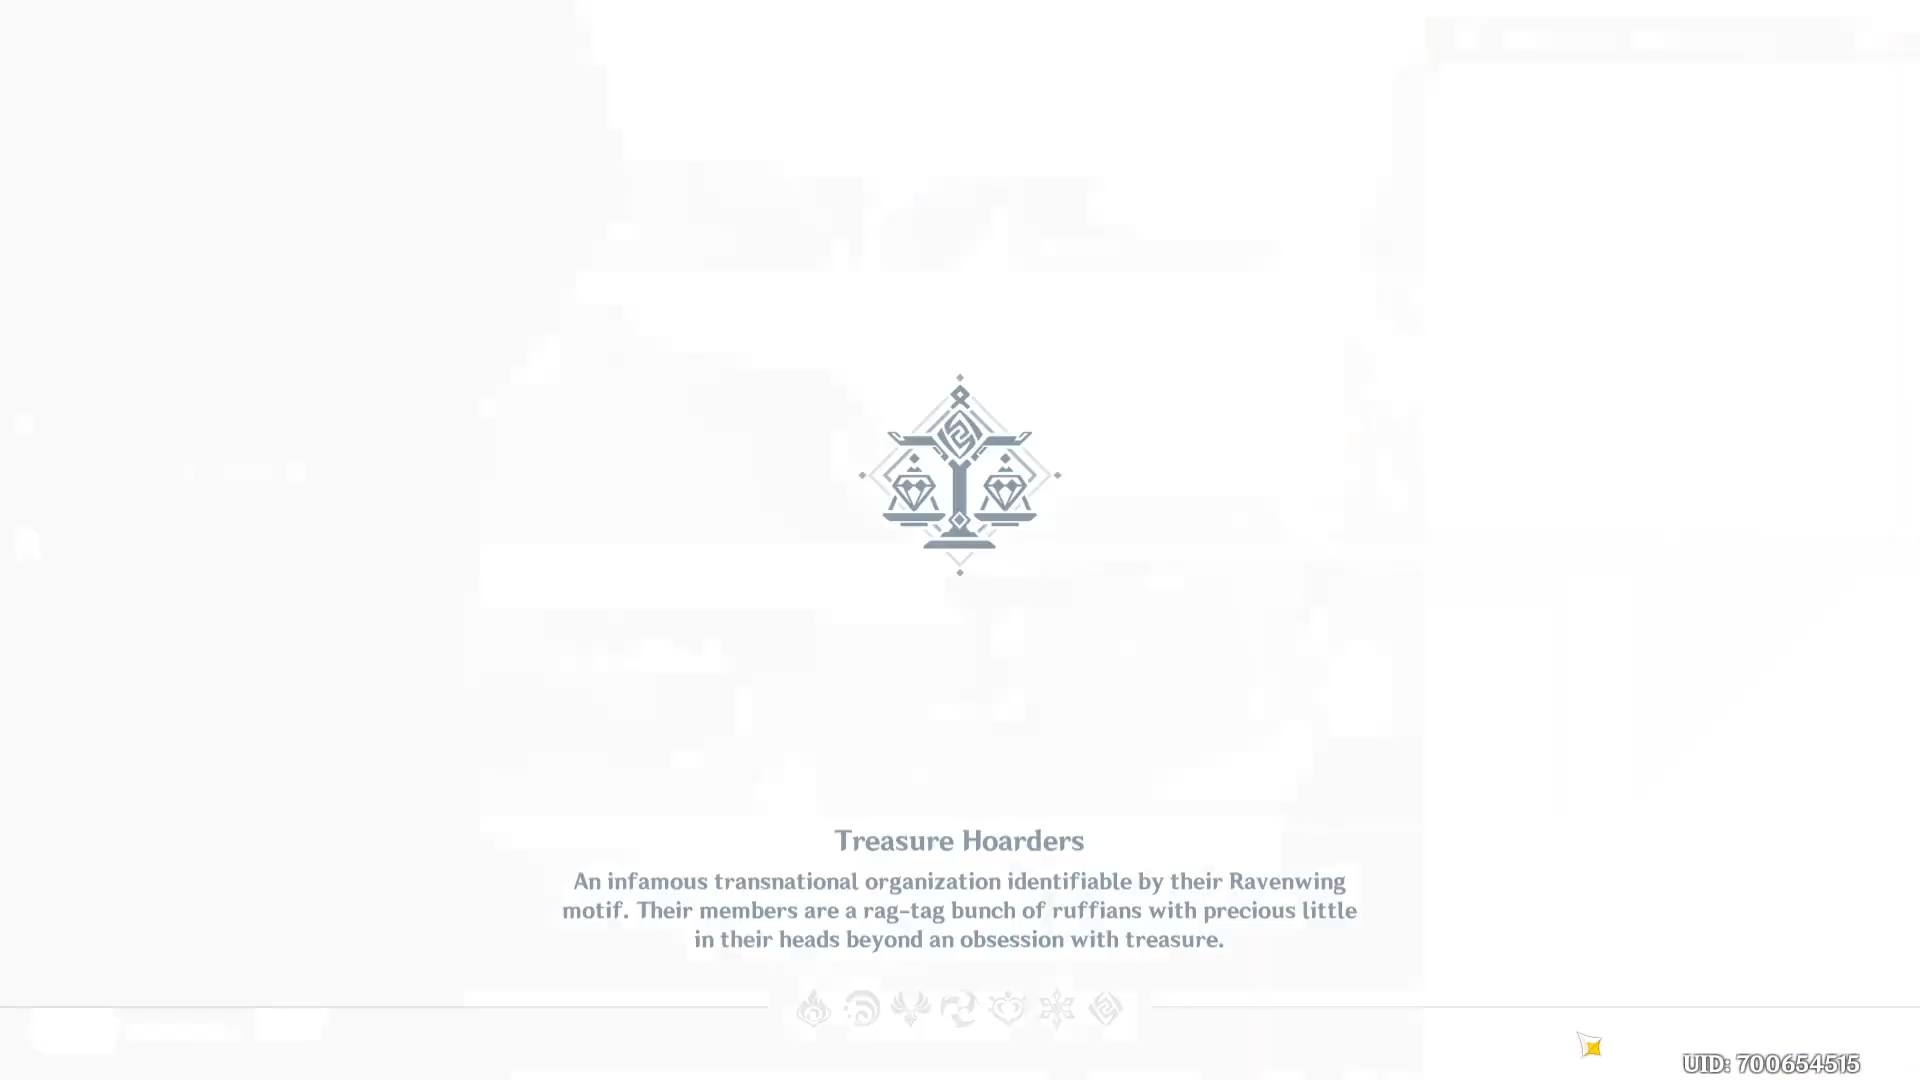 Treasure Hoarders
An infamous transnational organization identifiable by their Ravenwing
motif. Their members are a rag-tag bunch of ruffians with precious little
in their heads beyond an obsession with treasure.
UID: 700654515